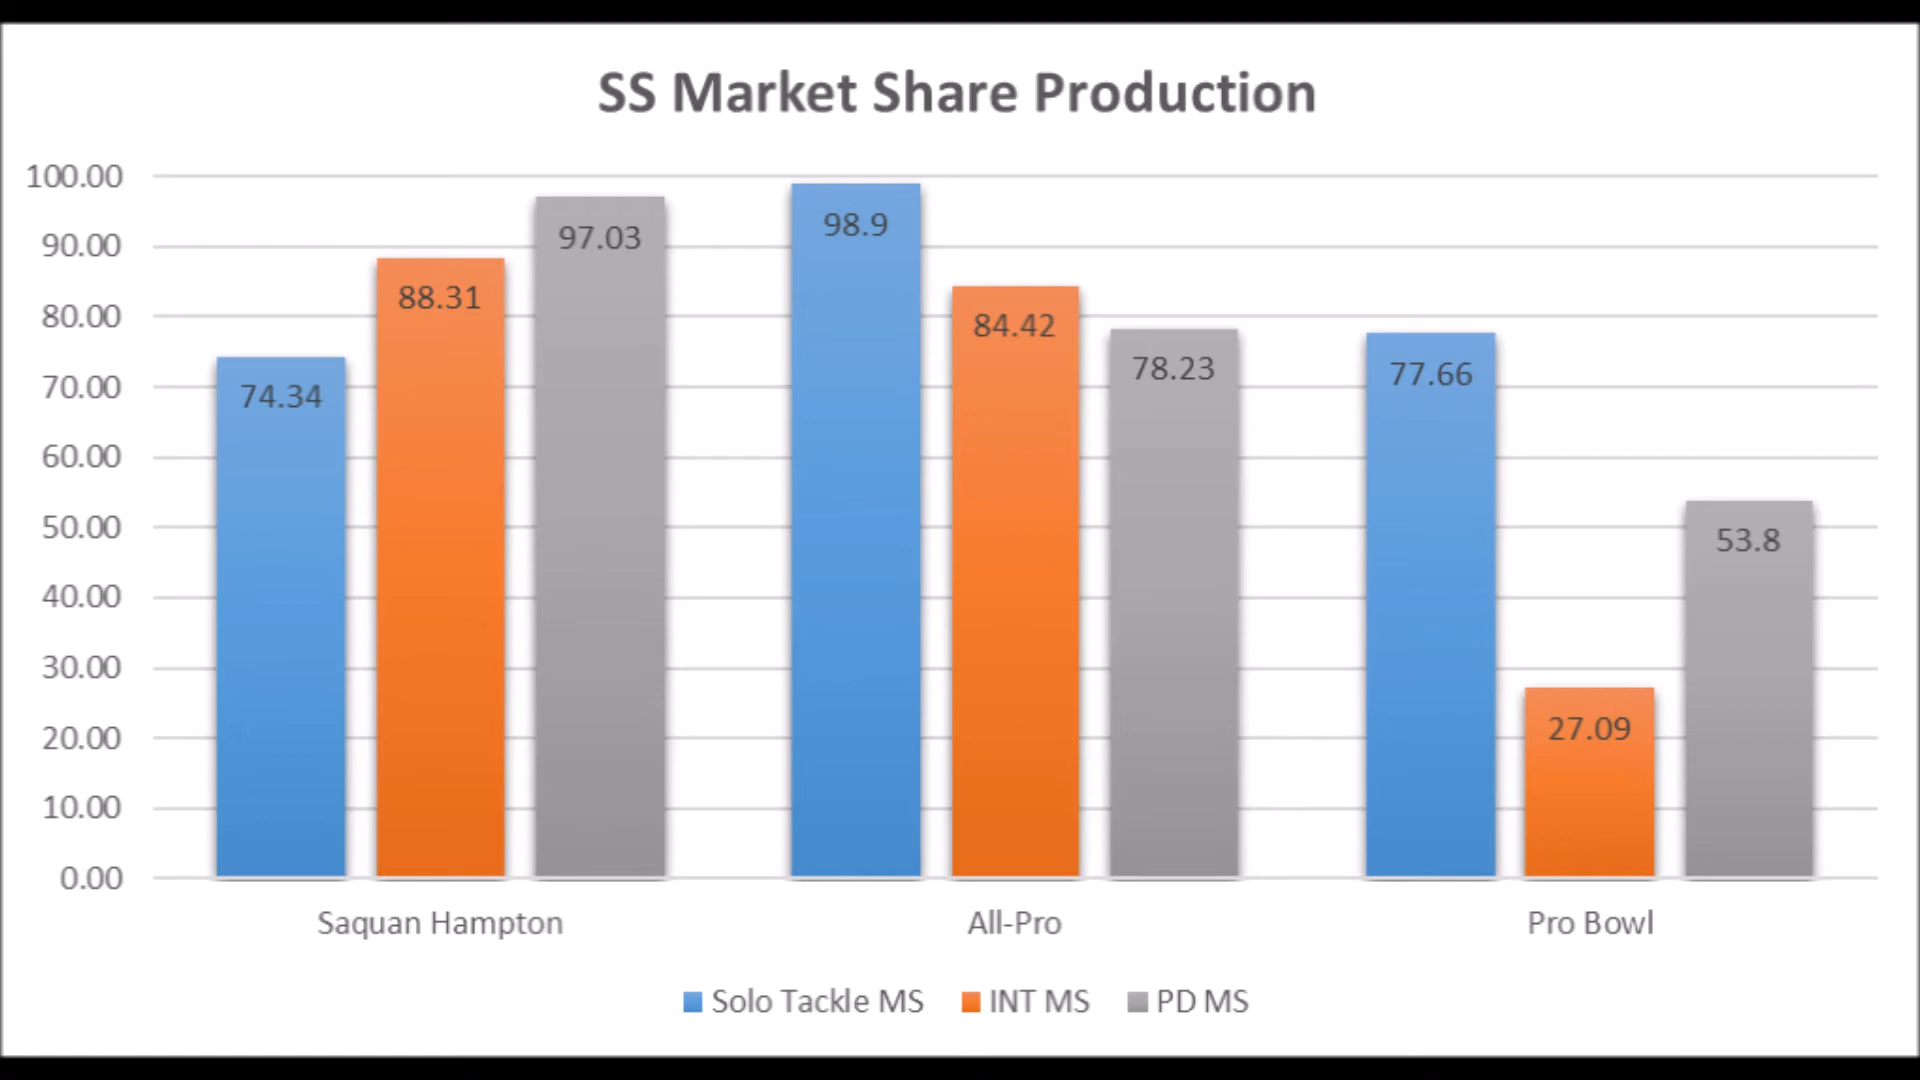 SS Market Share Production
100.00
90.00
80.00
70.00
60.00
50.00
40.00
30.00
20.00
10.00
0.00
74.34
88.31
97.03
98.9
84.42
78.23
77.66
27.09
53.8
Saquan Hampton
All-Pro
Pro Bowl
Solo Tackle MS
INT MS
PD MS